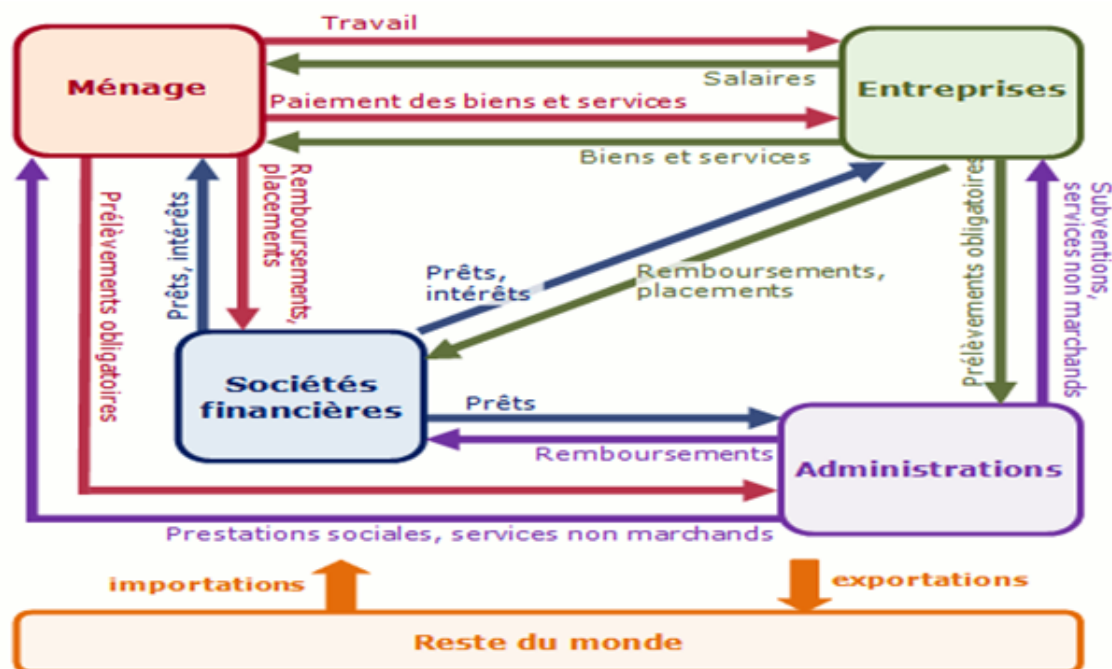 Travail
Ménage
Entreprises
Salaires
Paiement des biens et services
Biens et services
Prélèvements obligatoires
Prêts, intérêts
Remboursements,
placements
Prêts,
intérêts
Remboursements,
placements
Prélèvements obligatoires
Subventions,
services non marchands
Sociétés
financières
Prêts
Remboursements
Administrations
Prestations sociales, services non marchands
importations
exportations
Reste du monde